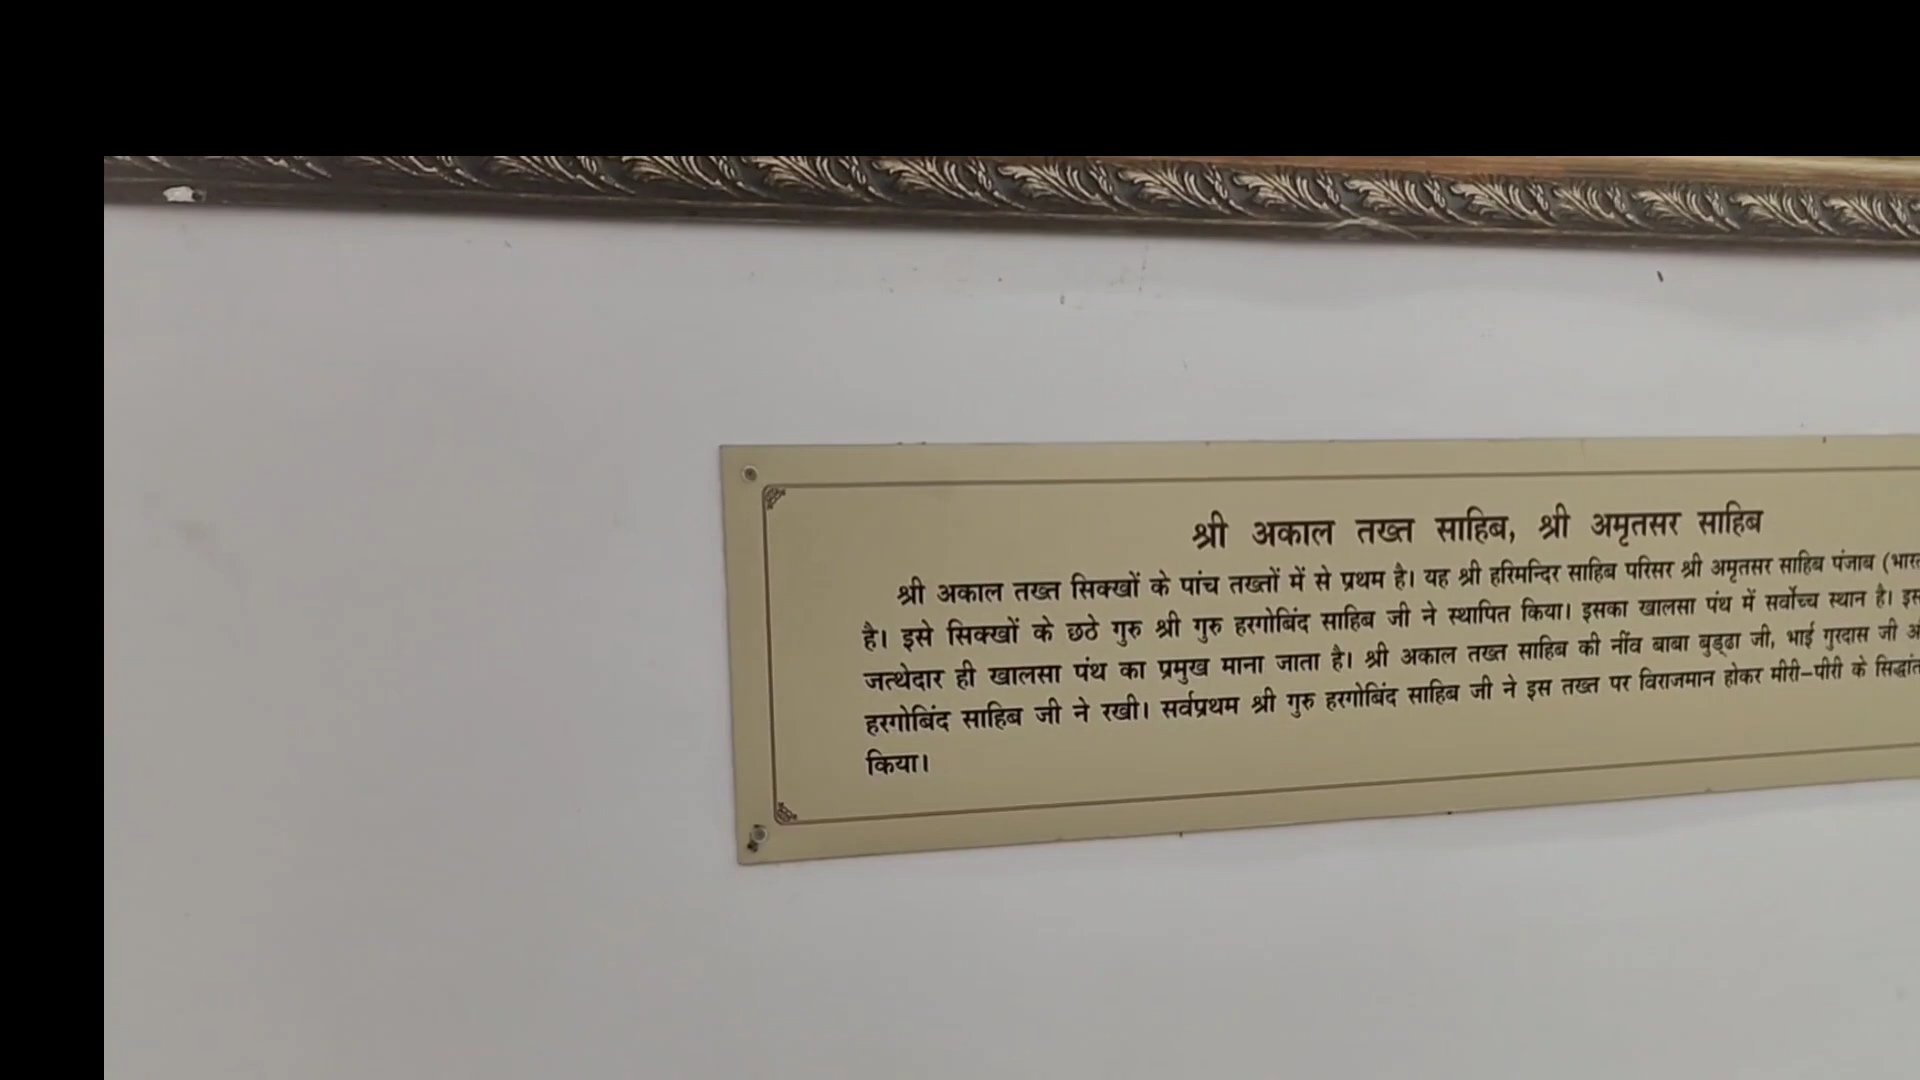 श्री अकाल तख्त साहिब, श्री अमृतसर साहिब
श्री अकाल तख्त सिक्खों के पांच तख्तों में से प्रथम है। यह श्री हरिमन्दिर साहिब परिसर श्री अमृतसर साहिब पंजाब
है। इसे सिक्खों के छठे गुरु श्री गुरु हरगोबिंद साहिब जी ने स्थापित किया। इसका खालसा पंथ में सर्वोच्च स्थान है।
जत्थेदार ही खालसा पंथ का प्रमुख माना जाता है। श्री अकाल तख्त साहिब की नींव बाबा बुड्ढा जी, भाई गुरदास जी
हरगोबिंद साहिब जी ने रखी। सर्वप्रथम श्री गुरु हरगोबिंद साहिब जी ने इस तख्त पर विराजमान होकर मीरी–पीरी के
किया।